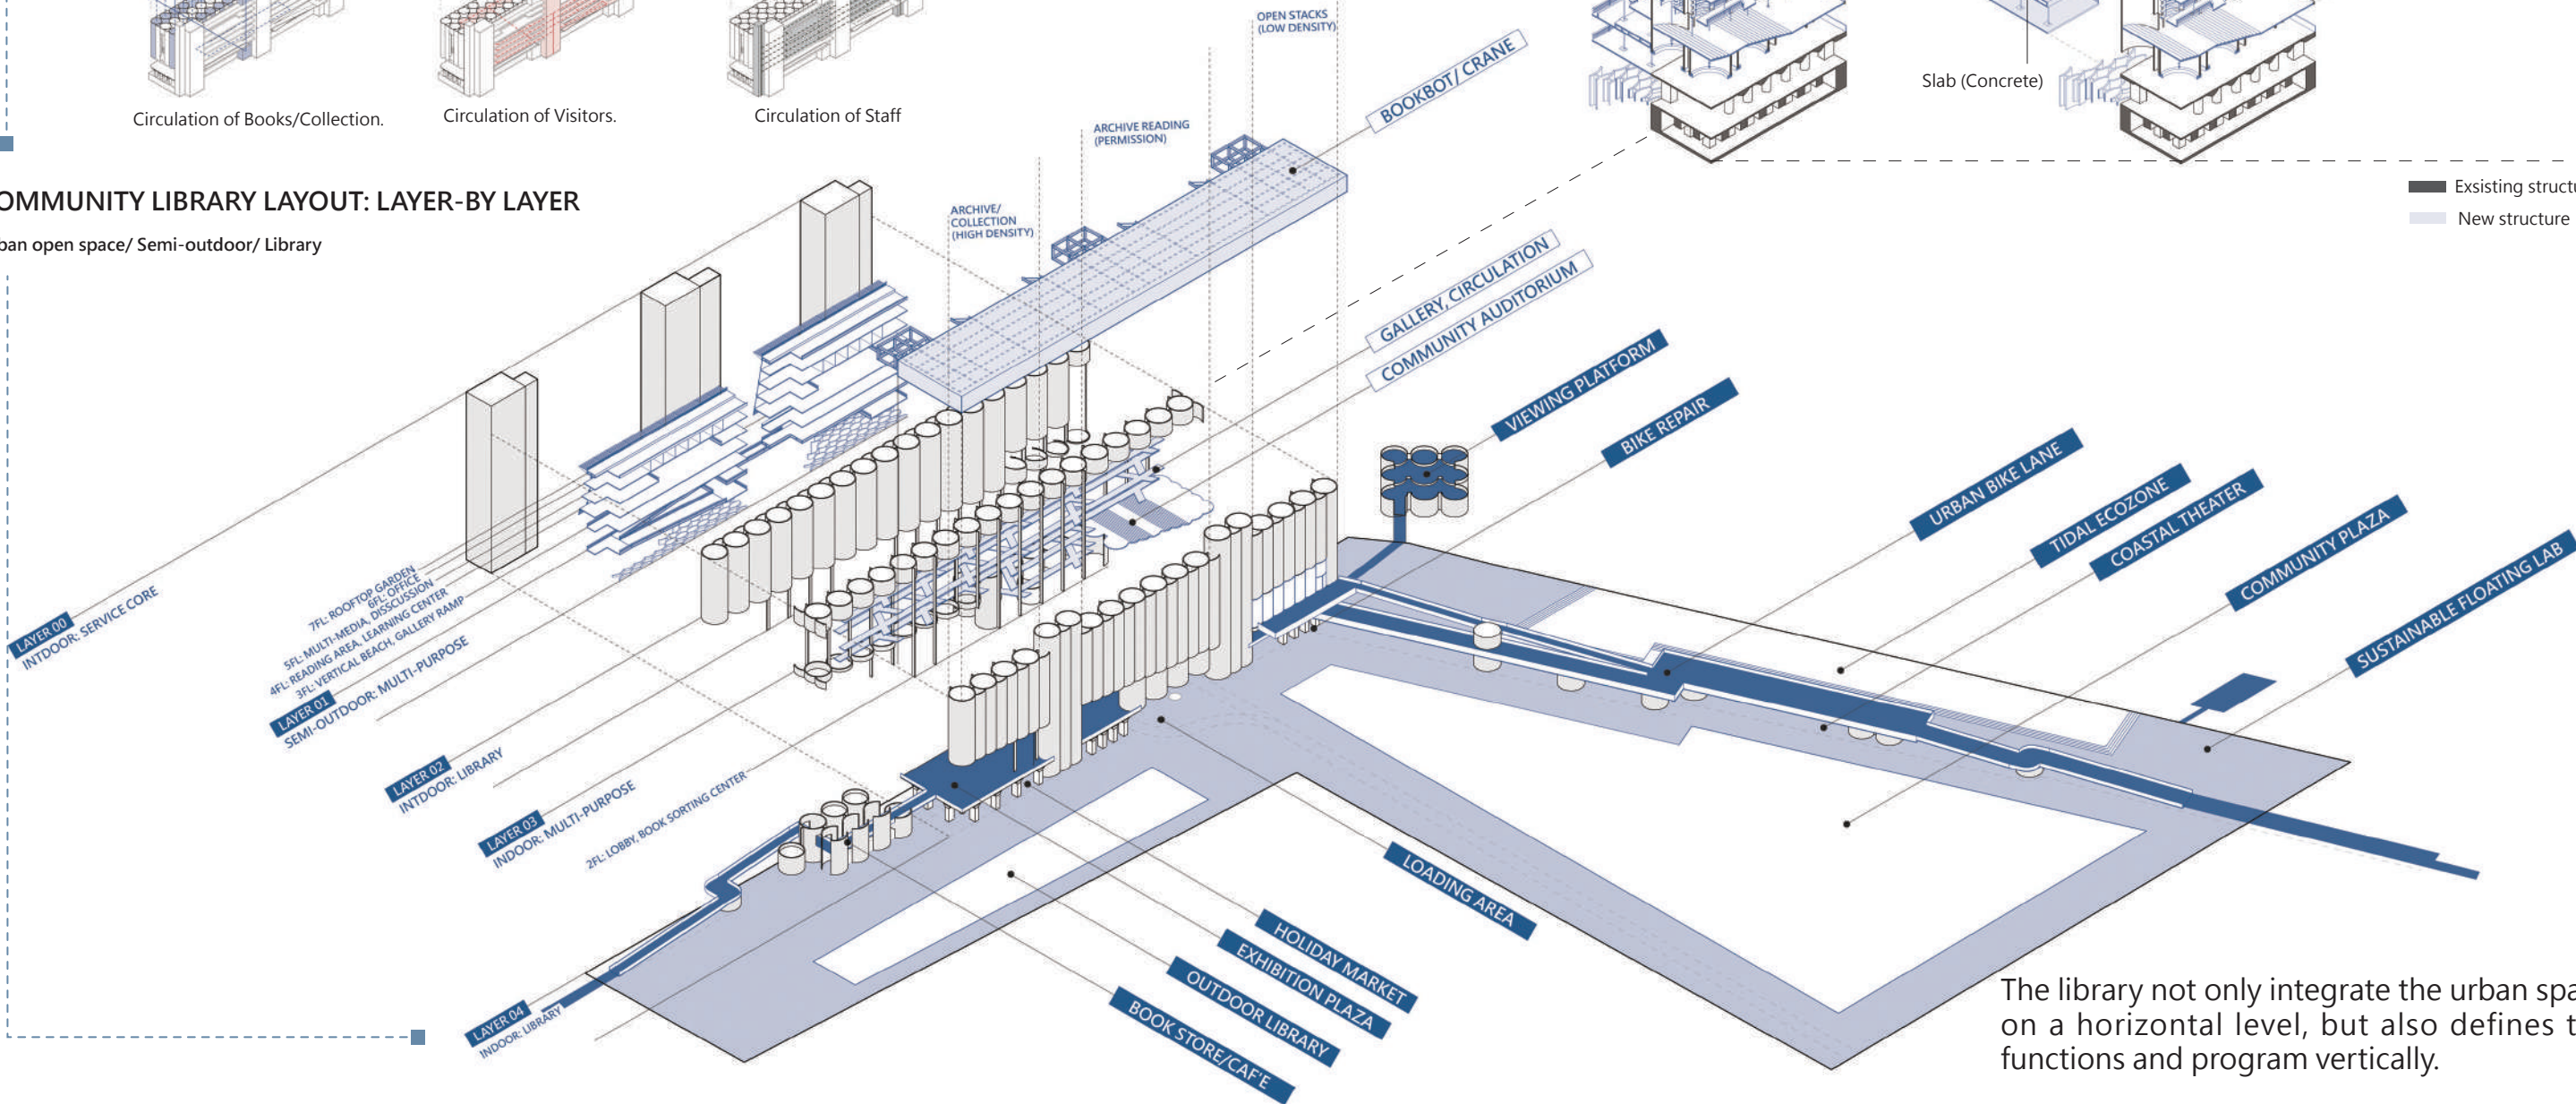 Circulation of Books/Collection.
Circulation of Visitors.
Circulation of Staff
OPEN STACKS
(LOW DENSITY)
BOOKBOT/ CRANE
Slab (Concrete)
ARCHIVE READING
(PERMISSION)
OMMUNITY LIBRARY LAYOUT: LAYER-BY LAYER
ban open space/ Semi-outdoor/ Library
ARCHIVE/
COLLECTION
(HIGH DENSITY)
Exsisting structu
New structure
GALLERY, CIRCULATION
COMMUNITY AUDITORIUM
VIEWING PLATFORM
BIKE REPAIR
URBAN BIKE LANE
TIDAL ECOZONE
COASTAL THEATER
COMMUNITY PLAZA
SUSTAINABLE FLOATING LAB
LAYER 00
INTDOOR: SERVICE CORE
7FL: ROOFTOP GARDEN
6FL: OFFICE
5FL: MULTI-MEDIA, DISSCUSSION
4FL: READING AREA, LEARNING CENTER
3FL: VERTICAL BEACH, GALLERY RAMP
LAYER 01
SEMI-OUTDOOR: MULTI-PURPOSE
LAYER 02
INTDOOR: LIBRARY
LAYER 03
INDOOR: MULTI-PURPOSE
2FL: LOBBY, BOOK SORTING CENTER
LAYER 04
INDOOR: LIBRARY
LOADING AREA
HOLIDAY MARKET
EXHIBITION PLAZA
OUTDOOR LIBRARY
BOOK STORE/CAF'E
The library not only integrate the urban spa
on a horizontal level, but also defines t
functions and program vertically.